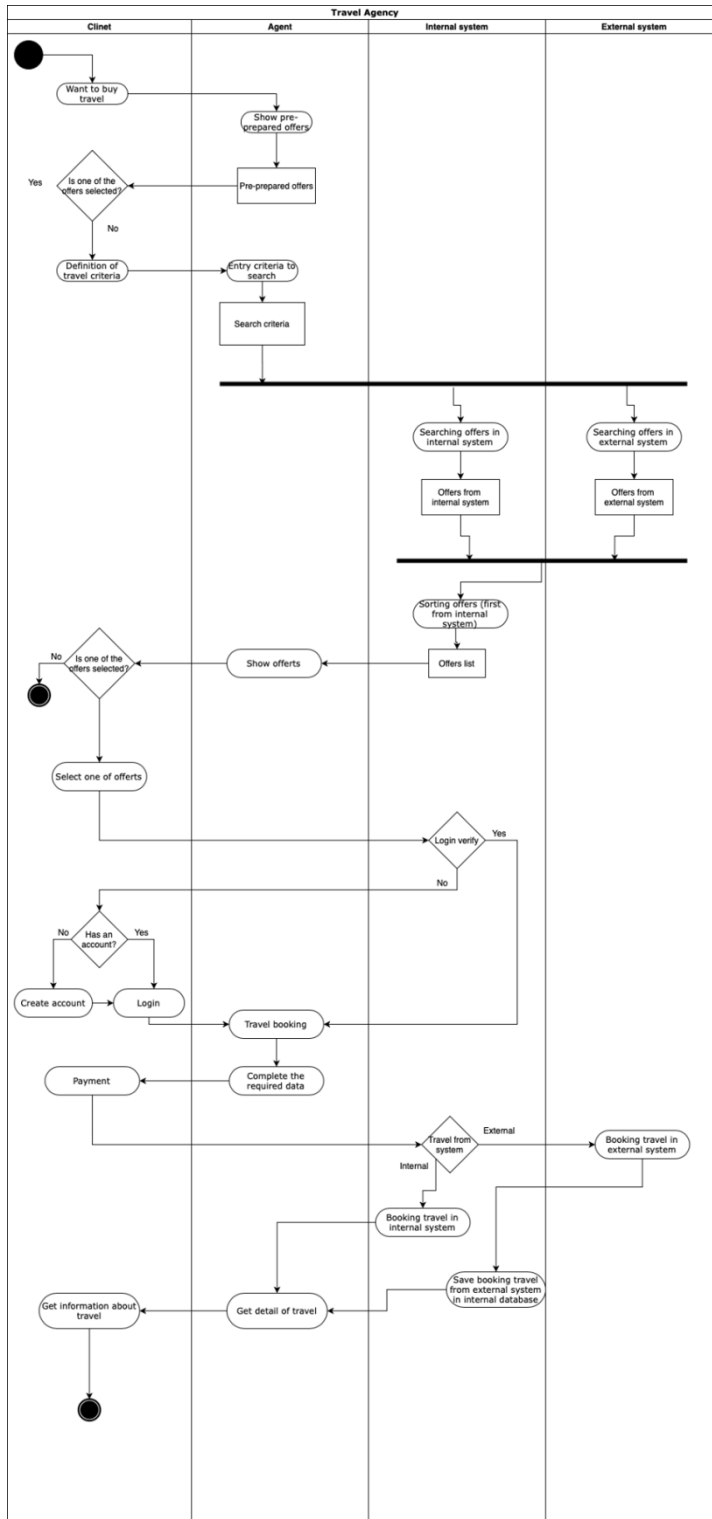 Travel Agency
Clinet
Agent
Internal system
External system
Want to buy
travel
Show pre-
prepared offers
Is one of the
offers selected?
Yes
Pre-prepared offers
No
Definition of
travel criteria
Entry criteria to
search
Search criteria
Searching offers in
internal system
Searching offers in
external system
Offers from
internal system
Offers from
external system
Sorting offers (first
from internal
system)
No
Is one of the
offers selected?
Show offerts
Offers list
Select one of offerts
Login verify
Yes
No
No
Has an
account?
Yes
Create account
Login
Travel booking
Payment
Complete the
required data
Travel from
system
External
Internal
Booking travel in
external system
Booking travel in
internal system
Get information about
travel
Get detail of travel
Save booking travel
from external system
in internal database